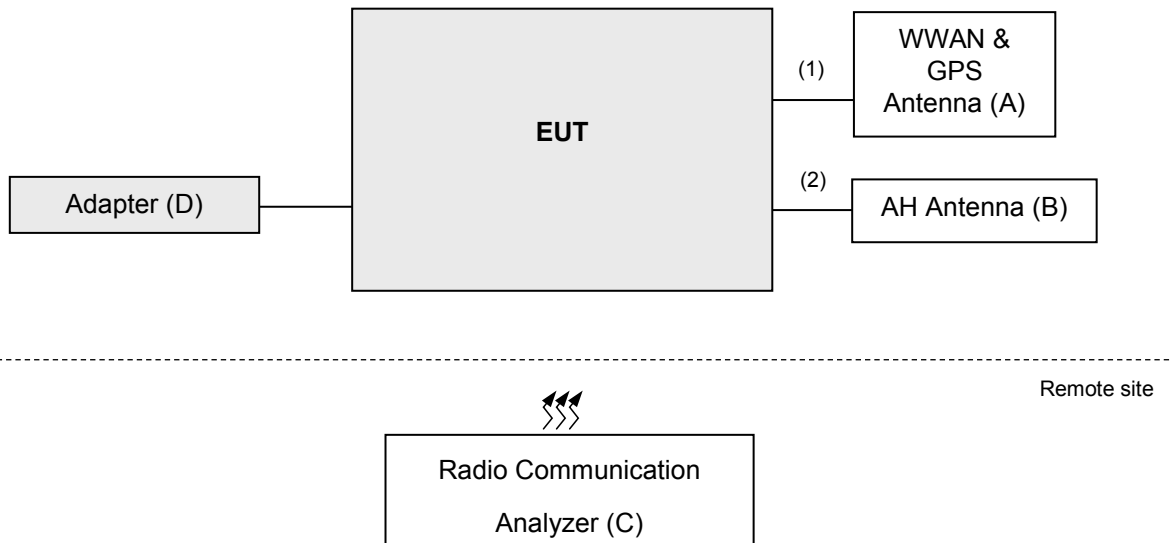 WWAN &
GPS
Antenna (A)
(1)
EUT
(2)
AH Antenna (B)
Adapter (D)
Remote site
Radio Communication
Analyzer (C)